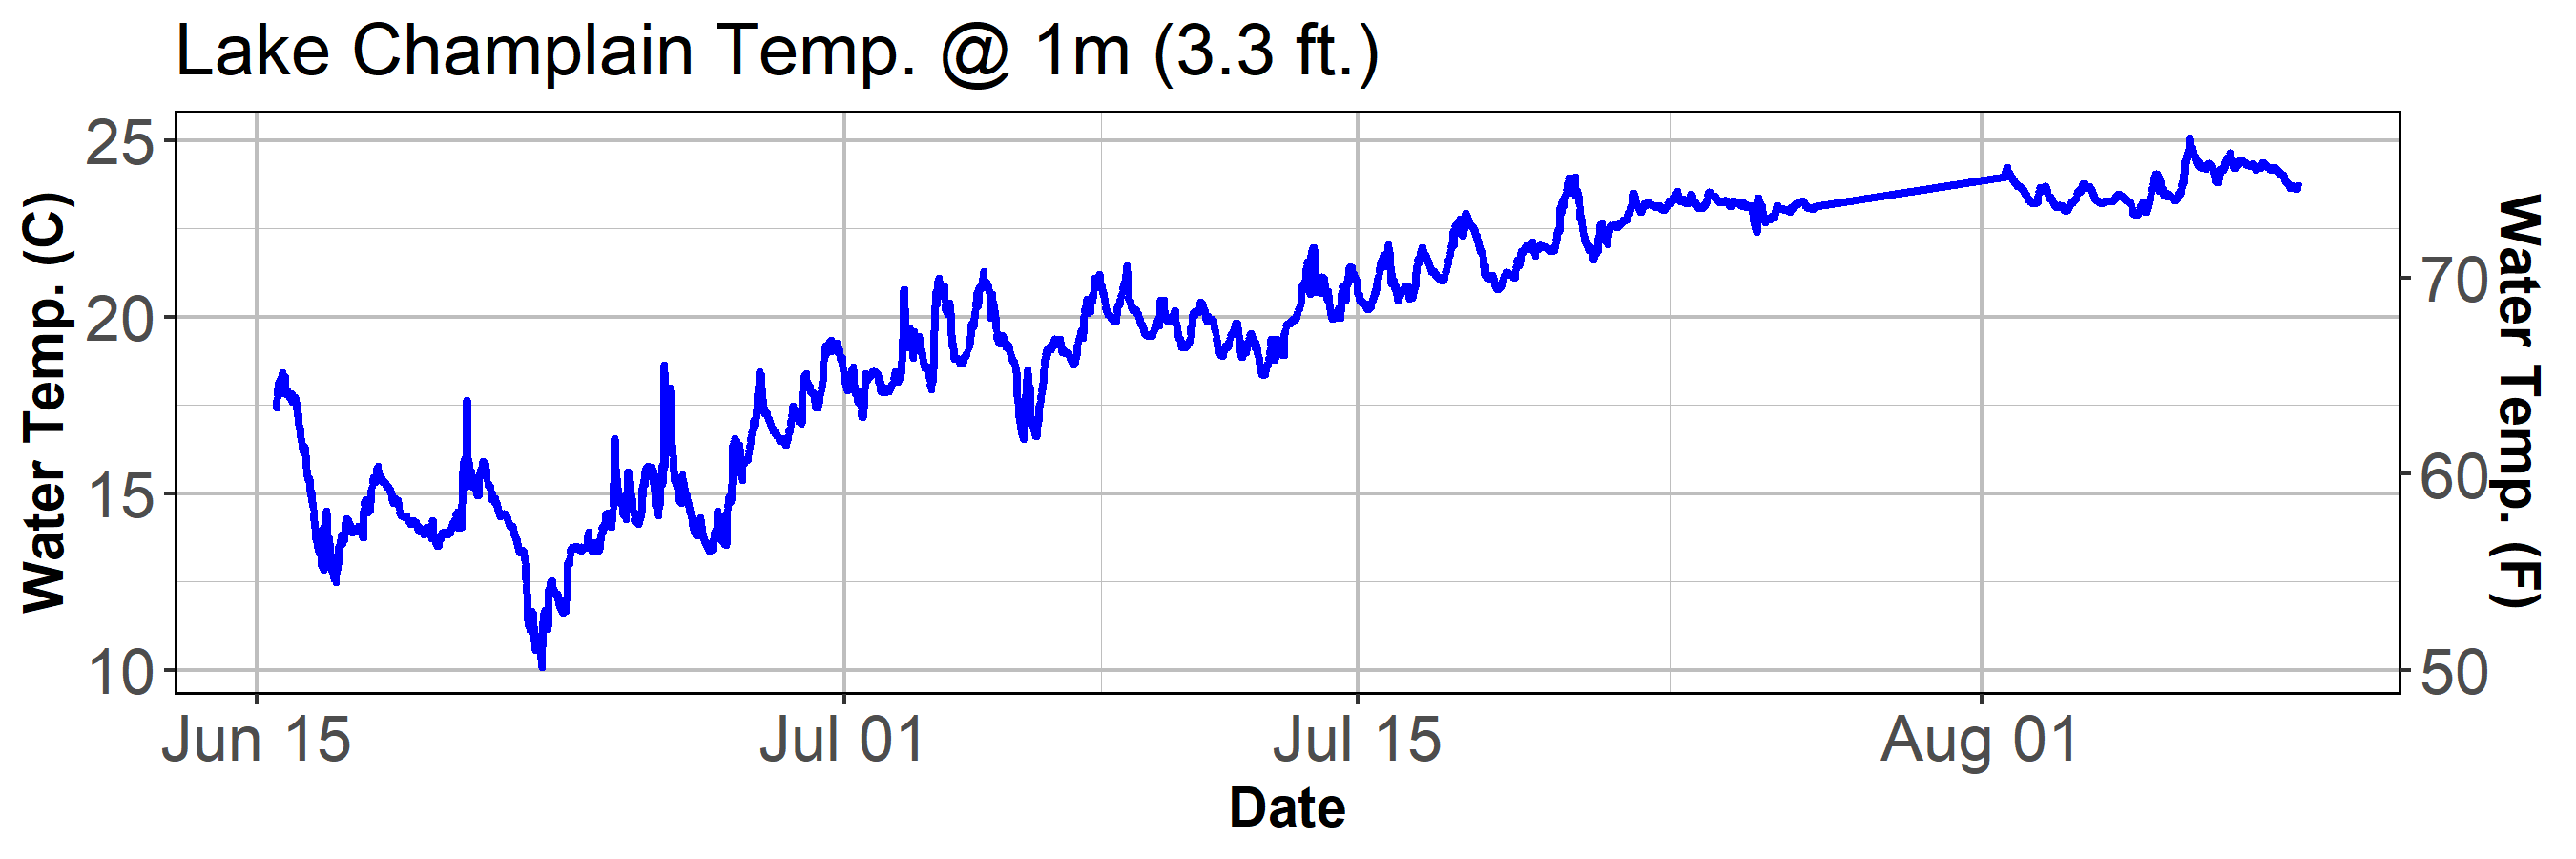 Lake Champlain Temp. @ 1m (3.3 ft.)
Water Temp. (C)
25
20
15
10
70
60
50
Water Temp. (F)
Jun 15
Jul 01
Jul 15
Aug 01
Date